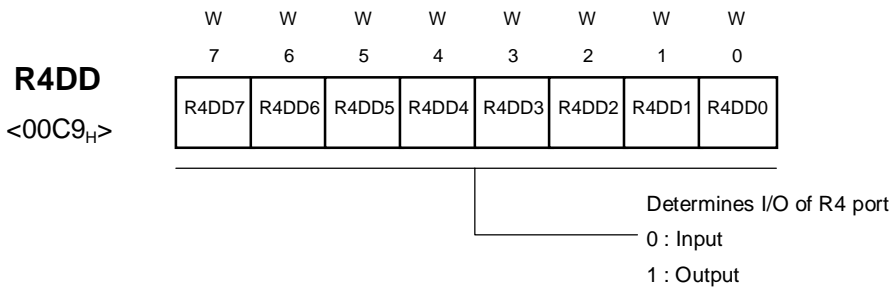 W W W W W W W W
7 6 5 4 3 2 1 0
R4DD
R4DD7 R4DD6 R4DD5 R4DD4 R4DD3 R4DD2 R4DD1 R4DD0
<00C9H>
Determines I/O of R4 port
0 : Input
1 : Output